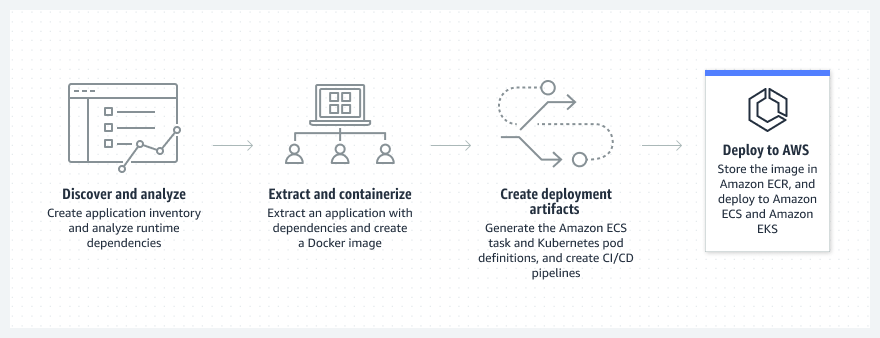 Discover and analyze
Create application inventory
and analyze runtime
dependencies
Extract and containerize
Extract an application with
dependencies and create
a Docker image
Create deployment
artifacts
Generate the Amazon ECS
task and Kubernetes pod
definitions, and create CI/CD
pipelines
Deploy to AWS
Store the image in
Amazon ECR, and
deploy to Amazon
ECS and Amazon
EKS